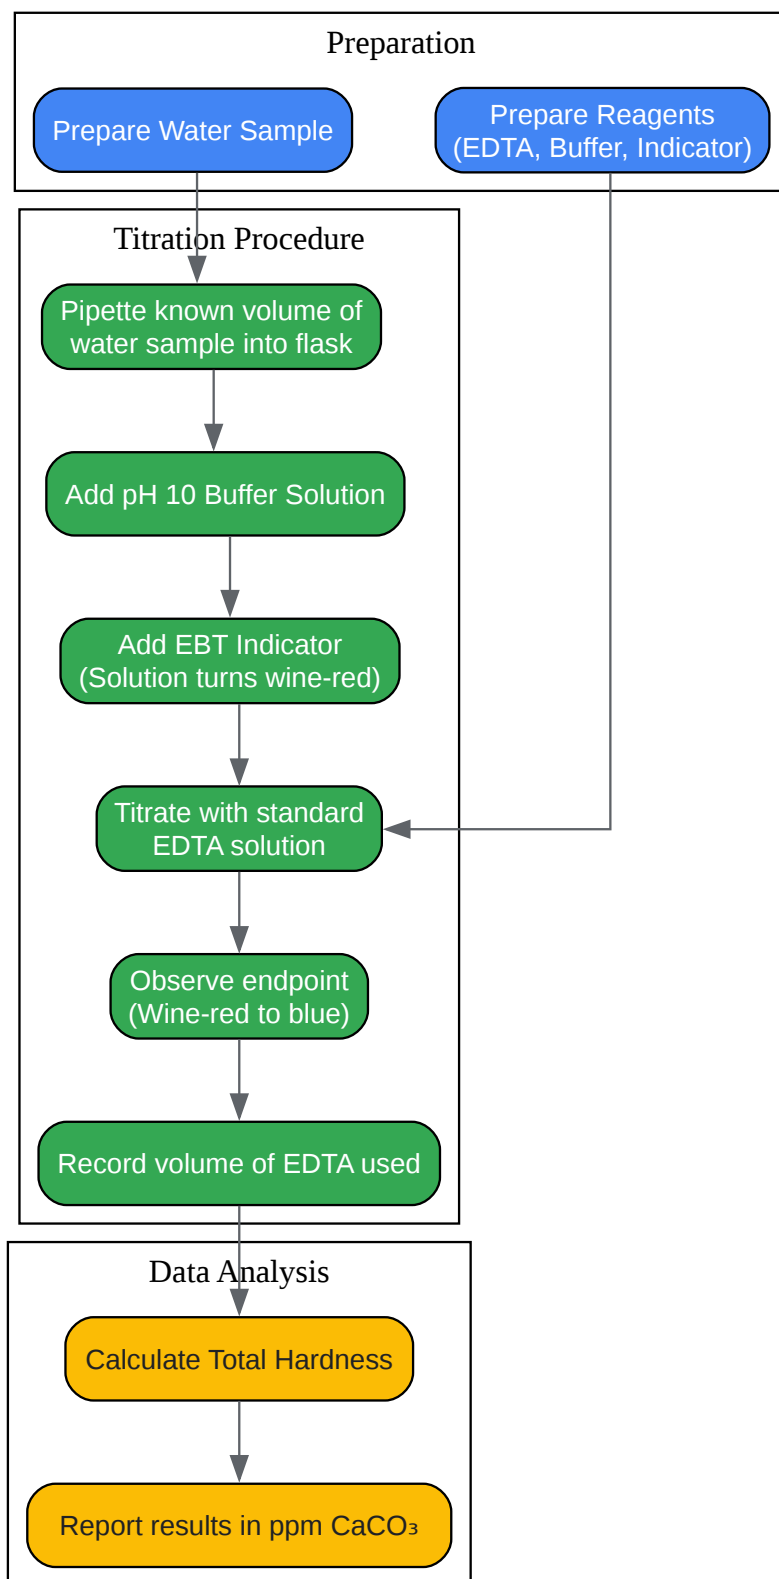 Preparation
Prepare Water Sample
Prepare Reagents
(EDTA, Buffer, Indicator)
Titration Procedure
Pipette known volume of
water sample into flask
Add pH 10 Buffer Solution
Add EBT Indicator
(Solution turns wine-red)
Titrate with standard
EDTA solution
Observe endpoint
(Wine-red to blue)
Record volume of EDTA used
Data Analysis
Calculate Total Hardness
Report results in ppm CaCO₃